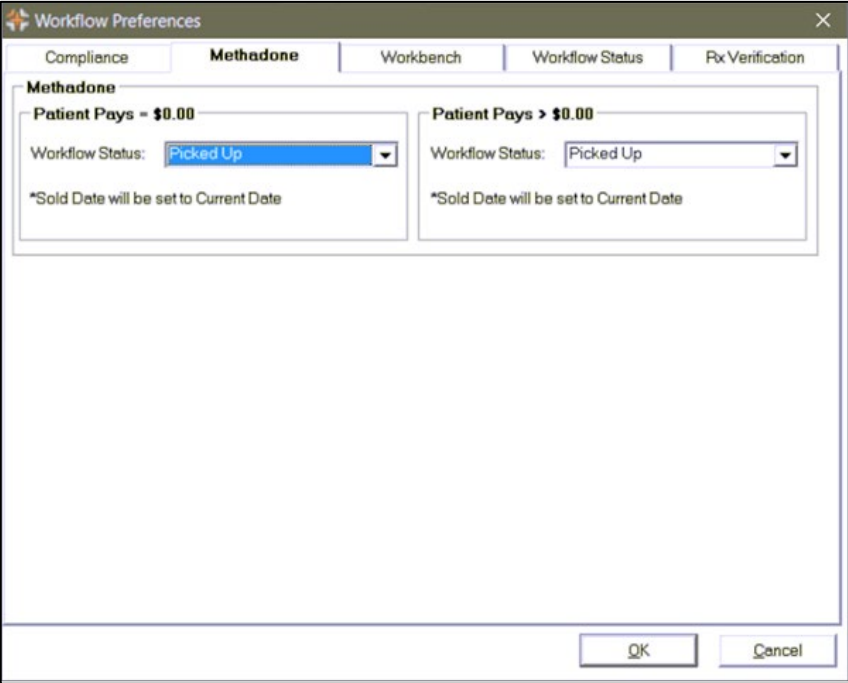 Workflow Preferences
Compliance Methadone Workbench Workflow Status Rx Verification
Methadone
Patient Pays = $0.00 Patient Pays > $0.00
Workflow Status: Picked Up Workflow Status: Picked Up
*Sold Date will be set to Current Date *Sold Date will be set to Current Date
OK Cancel